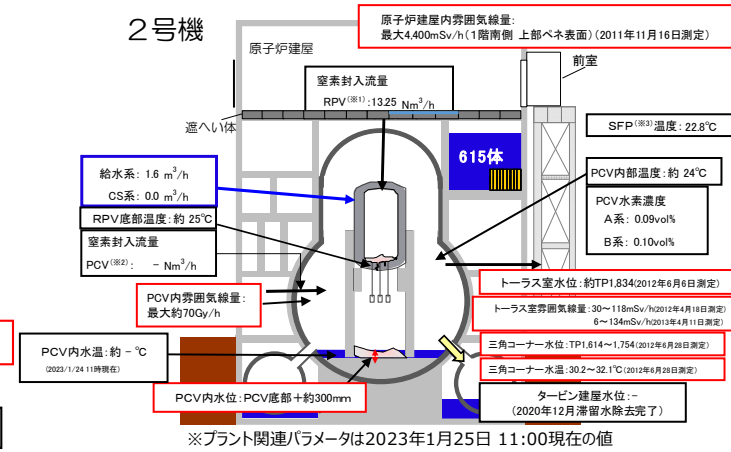 2号機
原子炉建屋内雰囲気線量:
最大4,400mSv/h(1階南側 上部ペネ表面)(2011年11月16日測定)
原子炉建屋
前室
窒素封入流量
RPV(※1):13.25 Nm3/h
遮へい体
SFP(※3)温度:22.8℃
615体
給水系: 1.6 m3/h
CS系: 0.0 m3/h
PCV内部温度:約 24℃
RPV底部温度:約 25℃
PCV水素濃度
A系: 0.09vol%
B系: 0.10vol%
窒素封入流量
PCV(※2): - Nm3/h
トーラス室水位:約TP1,834(2012年6月6日測定)
PCV内雰囲気線量:
最大約70Gy/h
トーラス室雰囲気線量:30~118mSv/h(2012年4月18日測定)
6~134mSv/h(2013年4月11日測定)
三角コーナー水位:TP1,614~1,754(2012年6月28日測定)
PCV内水温:約 - ℃
(2023/1/24 11時現在)
三角コーナー水温:30.2~32.1℃(2012年6月28日測定)
PCV内水位:PCV底部+約300mm
タービン建屋水位:-
(2020年12月滞留水除去完了)
※プラント関連パラメータは2023年1月25日 11:00現在の値